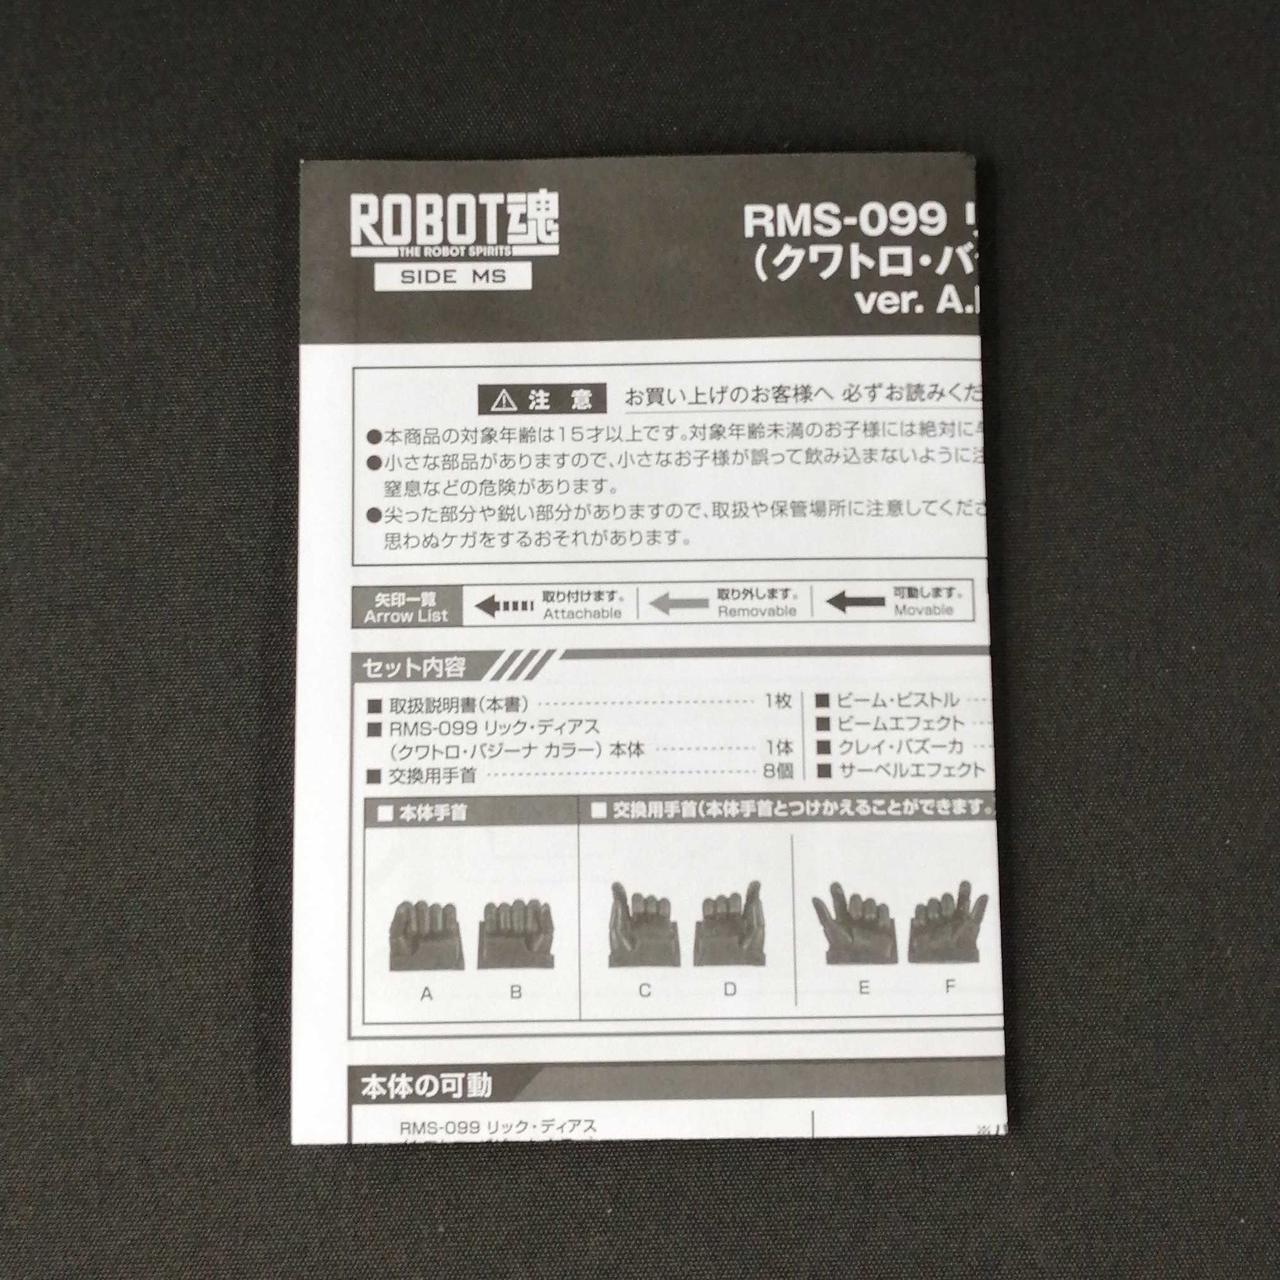 ROBOT魂
THE ROBOT SPIRITS
SIDE MS
RMS-099
（クワトロ・バ
ver. A.
注 意
お買い上げのお客様へ 必ずお読みくだ
●本商品の対象年齢は15才以上です。対象年齢未満のお子様には絶対に
●小さな部品がありますので、小さなお子様が誤って飲み込まないように注
窒息などの危険があります。
●尖った部分や鋭い部分がありますので、取扱や保管場所に注意してくださ
思わぬケガをするおそれがあります。
矢印一覧
Arrow List
取り付けます。
Attachable
取り外します。
Removable
可動します。
Movable
セット内容
■ 取扱説明書（本書） 1枚
■ RMS-099 リック・ディアス
（クワトロ・バジーナ カラー）本体 1体
■ 交換用手首 8個
■ ビーム・ピストル
■ ビームエフェクト
■ クレイ・バズーカ
■ サーベルエフェクト
■ 本体手首
■ 交換用手首（本体手首とつけかえることができます。
A B C D E F
本体の可動
RMS-099 リック・ディアス